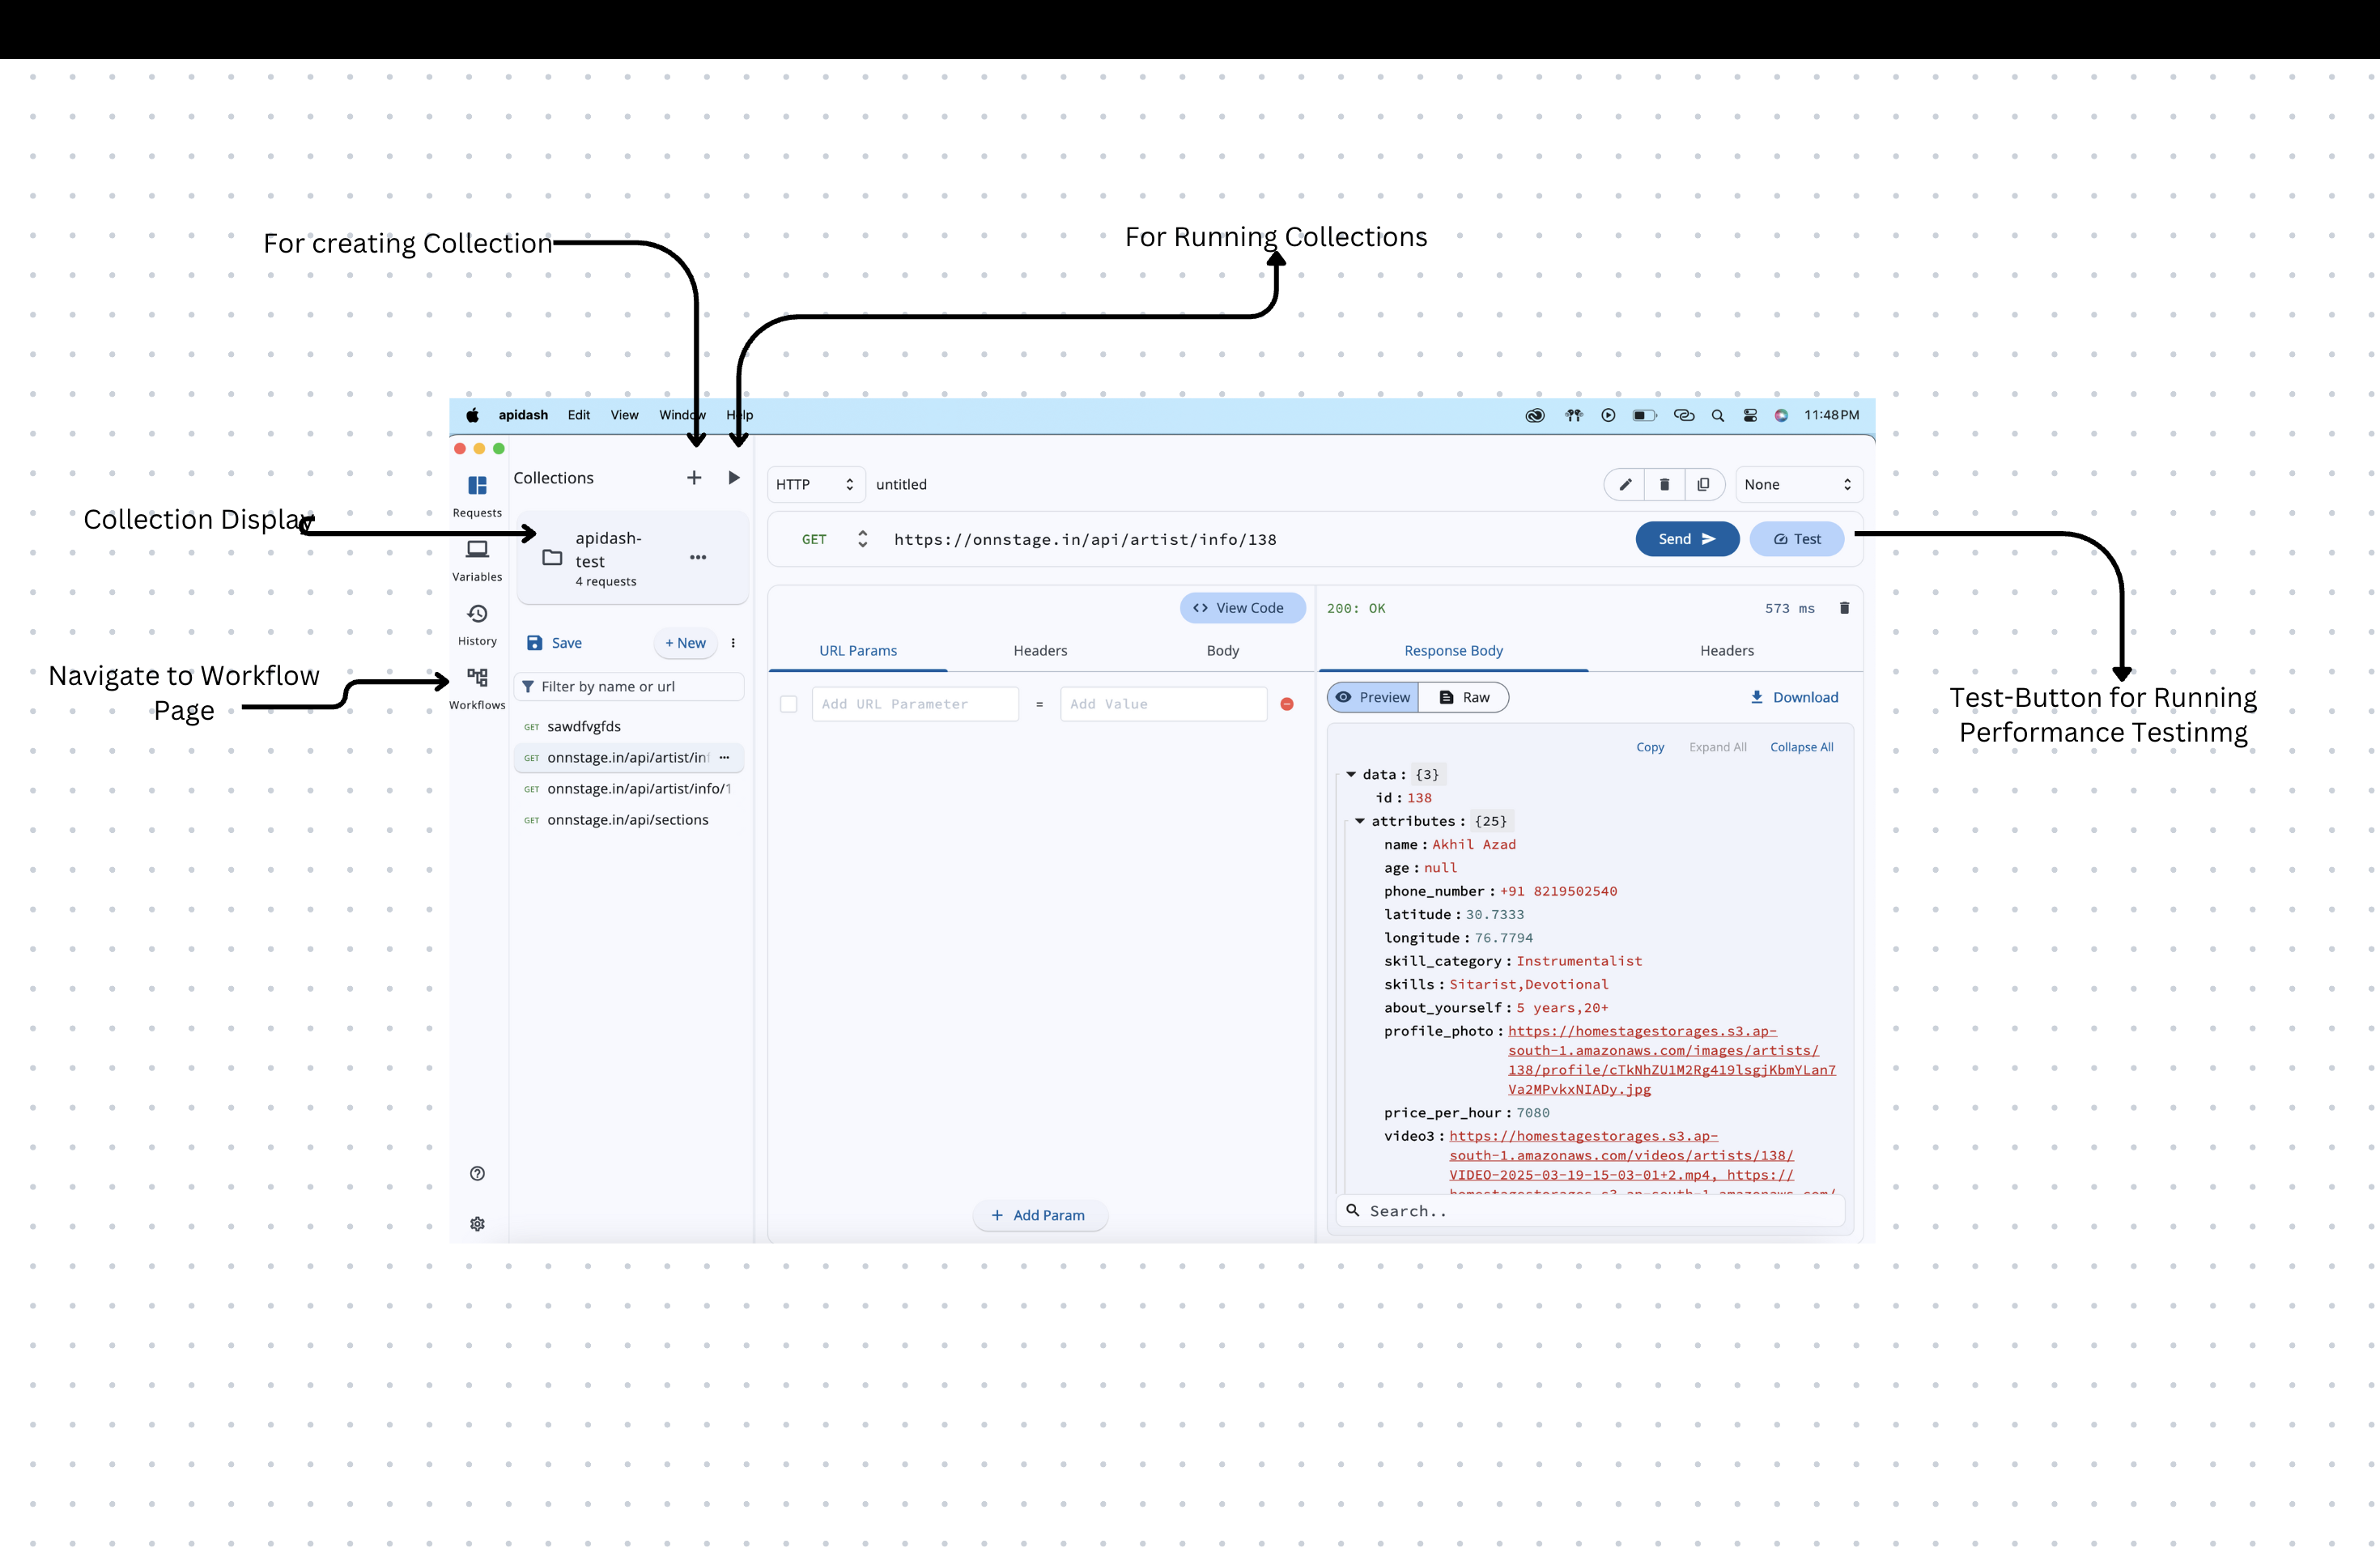 For creating Collection
For Running Collections
apidash Edit View Window Help
11:48 PM
Collections
HTTP
untitled
None
Requests
Collection Display
apidash-
test
4 requests
GET
https://onnstage.in/api/artist/info/138
Send
Test
Variables
<> View Code
200: OK
573 ms
History
Save
+ New
URL Params
Headers
Body
Response Body
Headers
Navigate to Workflow
Page
Workflows
Filter by name or url
Add URL Parameter
=
Add Value
Preview
Raw
Download
Test-Button for Running
Performance Testinmg
GET sawdfvgfds
GET onnstage.in/api/artist/inf
GET onnstage.in/api/artist/info/1
GET onnstage.in/api/sections
Copy
Expand All
Collapse All
data: {3}
id: 138
attributes: {25}
name: Akhil Azad
age: null
phone_number: +91 8219502540
latitude: 30.7333
longitude: 76.7794
skill_category: Instrumentalist
skills: Sitarist,Devotional
about_yourself: 5 years,20+
profile_photo: https://homestagestorages.s3.ap-
south-1.amazonaws.com/images/artists/
138/profile/cTkNhZU1M2Rg419lsgjKbmYLan7
Va2MPvkxNIADy.jpg
price_per_hour: 7080
video3: https://homestagestorages.s3.ap-
south-1.amazonaws.com/videos/artists/138/
VIDEO-2025-03-19-15-03-01+2.mp4, https://
homestagestorages.s3.ap-south-1.amazonaws.com/
+ Add Param
Search..